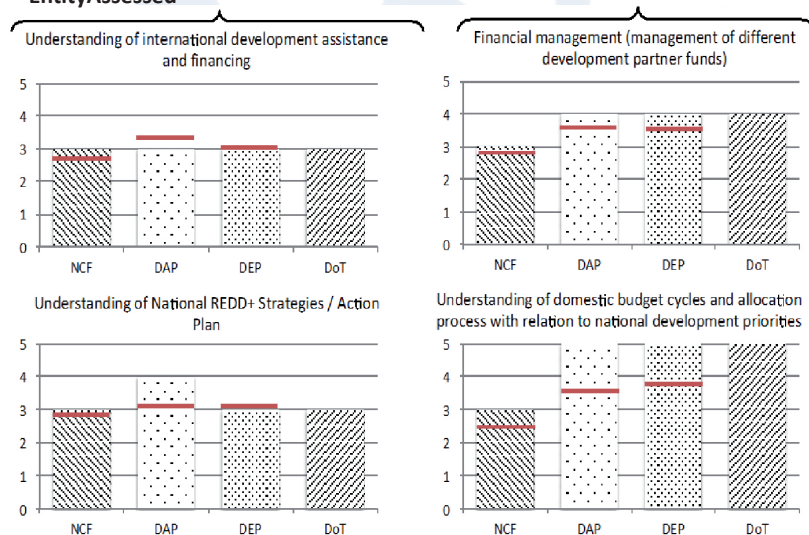 EntityAssessed
Understanding of international development assistance
and financing
5
4
3
2
1
0
NCF DAP DEP DoT
Financial management (management of different
development partner funds)
5
4
3
2
1
0
NCF DAP DEP DoT
Understanding of National REDD+ Strategies / Action
Plan
5
4
3
2
1
0
NCF DAP DEP DoT
Understanding of domestic budget cycles and allocation
process with relation to national development priorities
5
4
3
2
1
0
NCF DAP DEP DoT